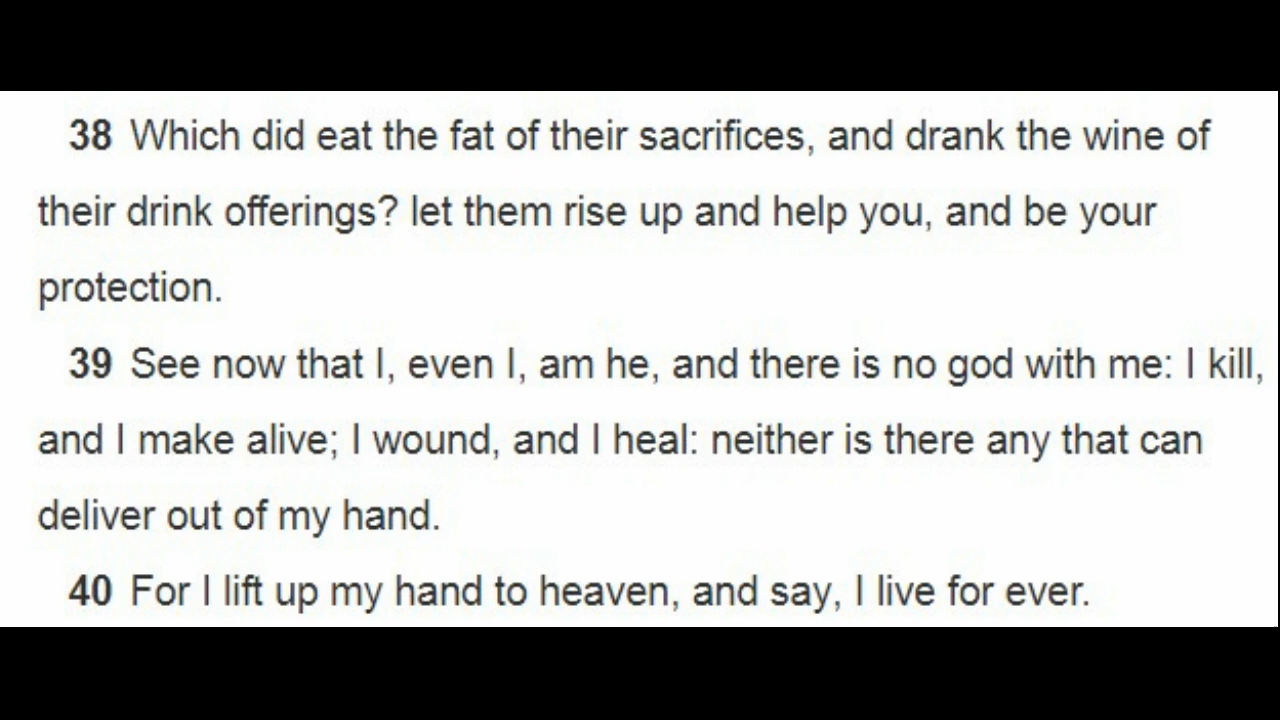 38 Which did eat the fat of their sacrifices, and drank the wine of
their drink offerings? let them rise up and help you, and be your
protection.
39 See now that I, even I, am he, and there is no god with me: I kill,
and I make alive; I wound, and I heal: neither is there any that can
deliver out of my hand.
40 For I lift up my hand to heaven, and say, I live for ever.